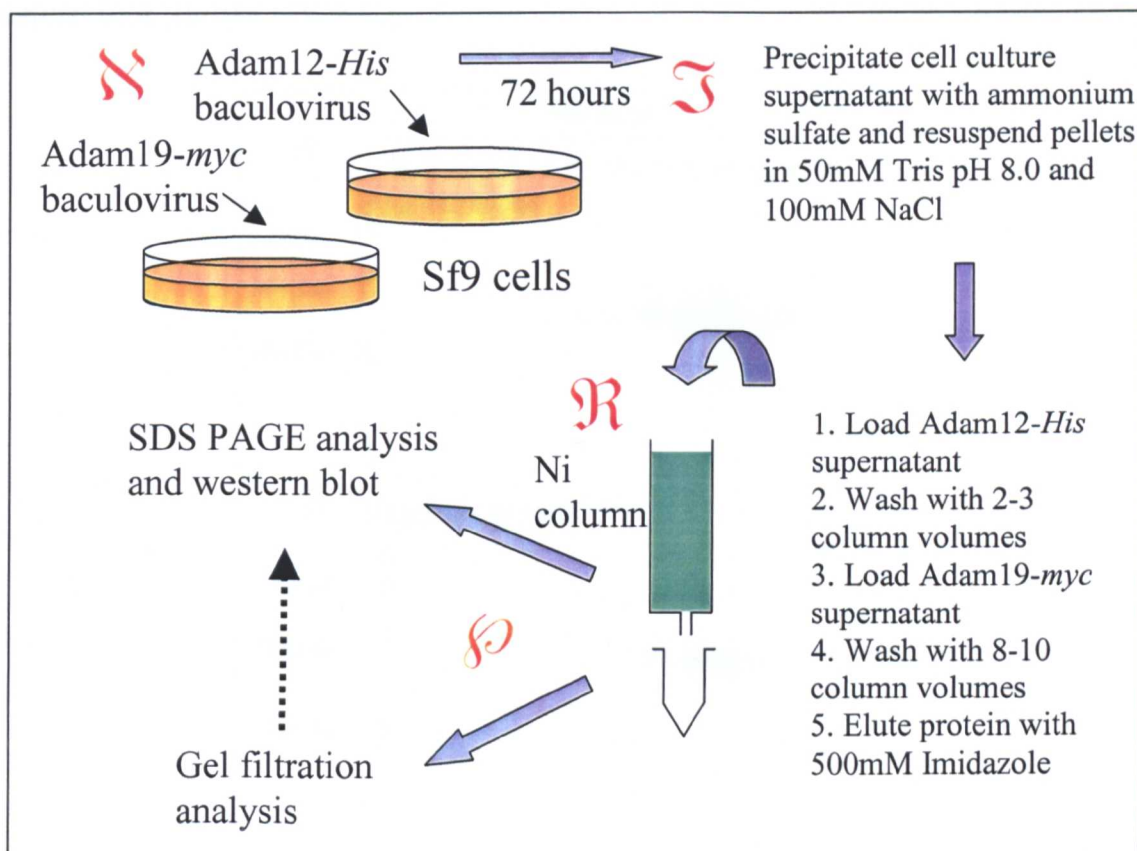 ℵ
Adam12-His
baculovirus
72 hours
ℑ
Precipitate cell culture
supernatant with ammonium
sulfate and resuspend pellets
in 50mM Tris pH 8.0 and
100mM NaCl
Adam19-myc
baculovirus
Sf9 cells
ℜ
Ni
column
1. Load Adam12-His
supernatant
2. Wash with 2-3
column volumes
3. Load Adam19-myc
supernatant
4. Wash with 8-10
column volumes
5. Elute protein with
500mM Imidazole
SDS PAGE analysis
and western blot
℘
Gel filtration
analysis